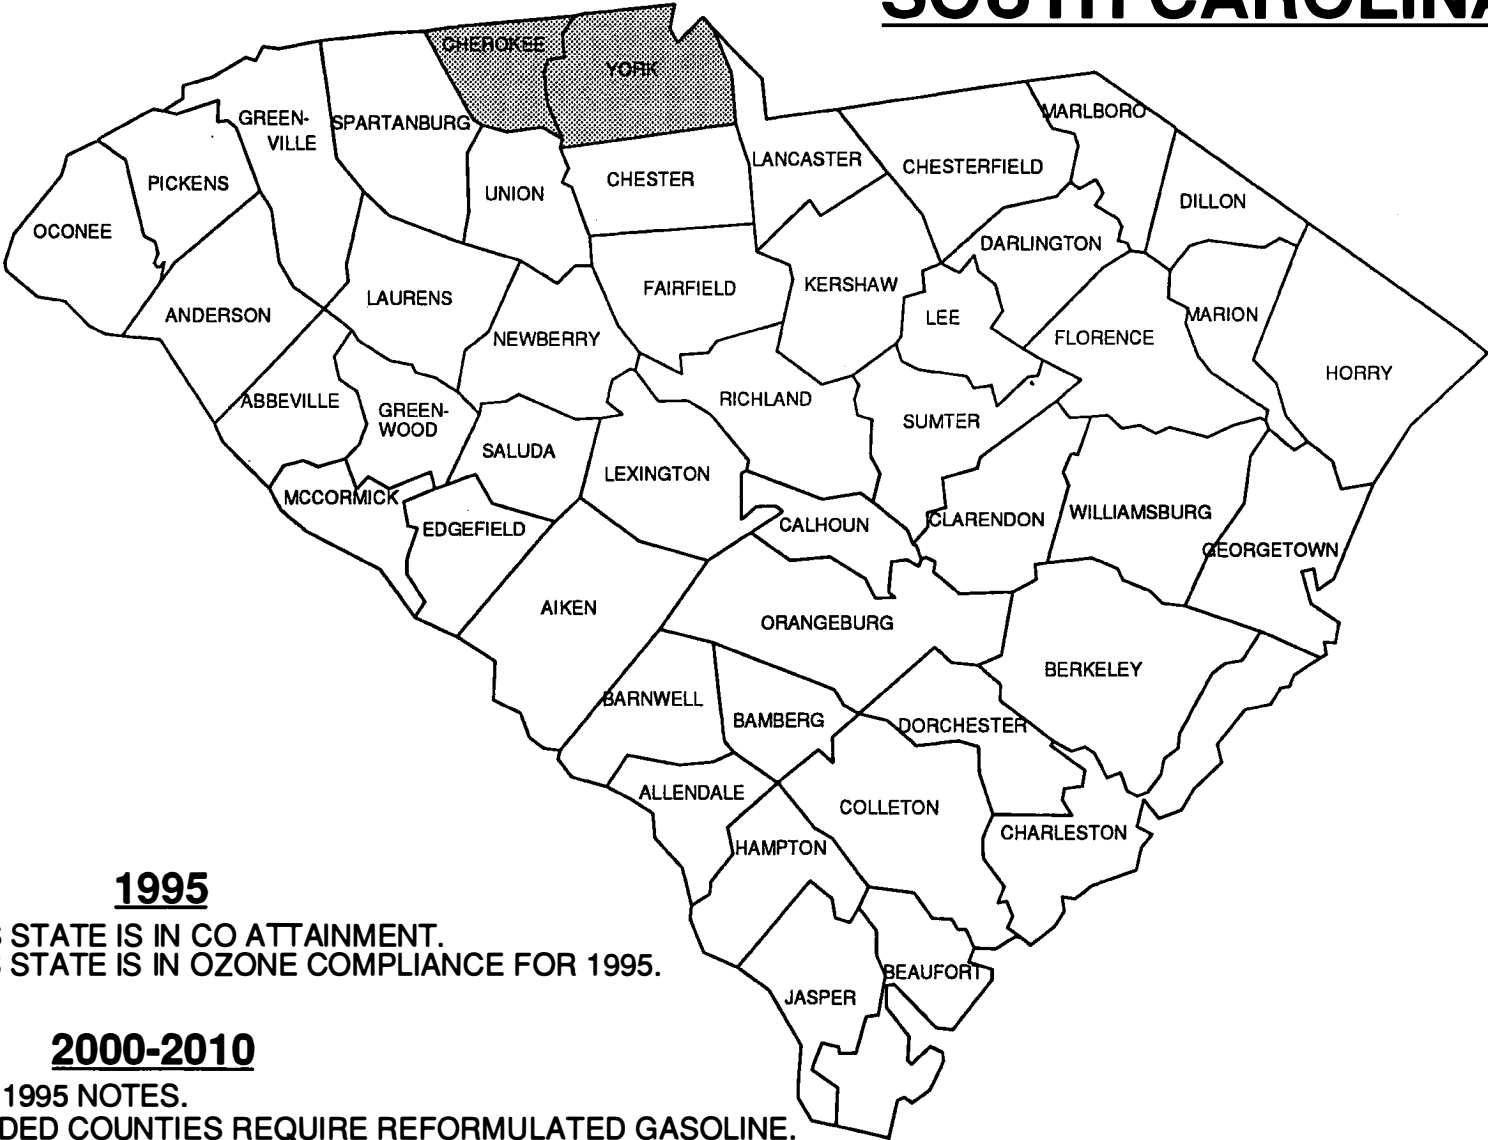 SOUTH CAROLINA
CHEROKEE
YORK
GREEN-
VILLE
SPARTANBURG
MARLBORO
PICKENS
UNION
CHESTER
LANCASTER
CHESTERFIELD
DILLON
OCONEE
DARLINGTON
ANDERSON
LAURENS
NEWBERRY
FAIRFIELD
KERSHAW
LEE
FLORENCE
MARION
HORRY
ABBEVILLE
GREEN-
WOOD
SALUDA
RICHLAND
SUMTER
LEXINGTON
MCCORMICK
EDGEFIELD
CALHOUN
CLARENDON
WILLIAMSBURG
GEORGETOWN
AIKEN
ORANGEBURG
BERKELEY
BARNWELL
BAMBERG
DORCHESTER
ALLENDALE
COLLETON
CHARLESTON
HAMPTON
BEAUFORT
JASPER
1995
S STATE IS IN CO ATTAINMENT.
S STATE IS IN OZONE COMPLIANCE FOR 1995.
2000-2010
1995 NOTES.
DED COUNTIES REQUIRE REFORMULATED GASOLINE.